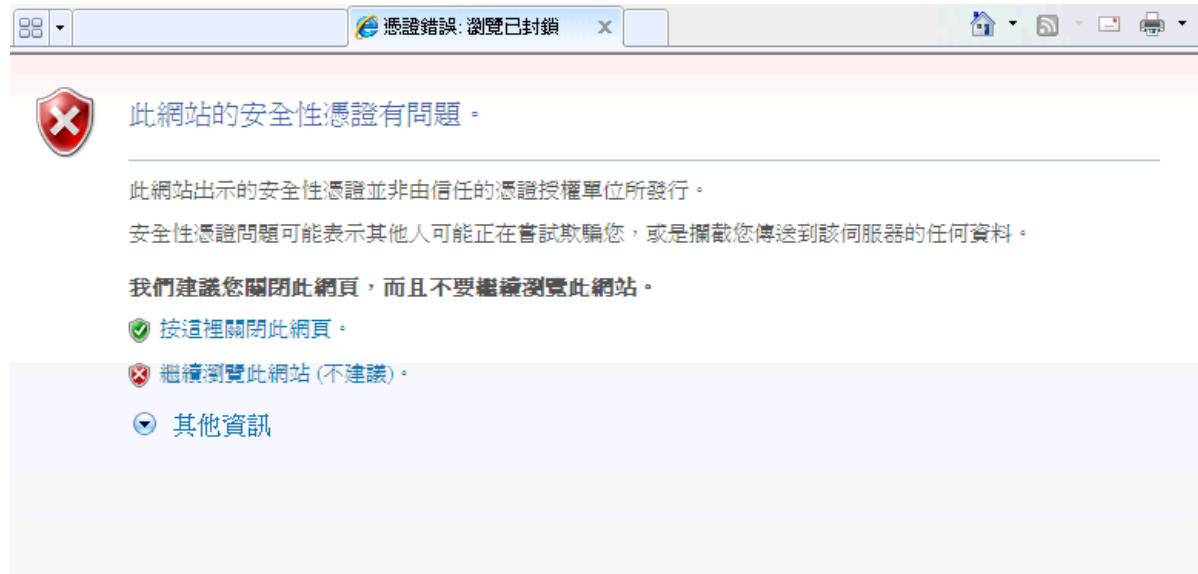 憑證錯誤: 瀏覽已封鎖
此網站的安全性憑證有問題。
此網站出示的安全性憑證並非由信任的憑證授權單位所發行。
安全性憑證問題可能表示其他人可能正在嘗試欺騙您，或是攔截您傳送到該伺服器的任何資料。
我們建議您關閉此網頁，而且不要繼續瀏覽此網站。
按這裡關閉此網頁。
繼續瀏覽此網站 (不建議)。
其他資訊